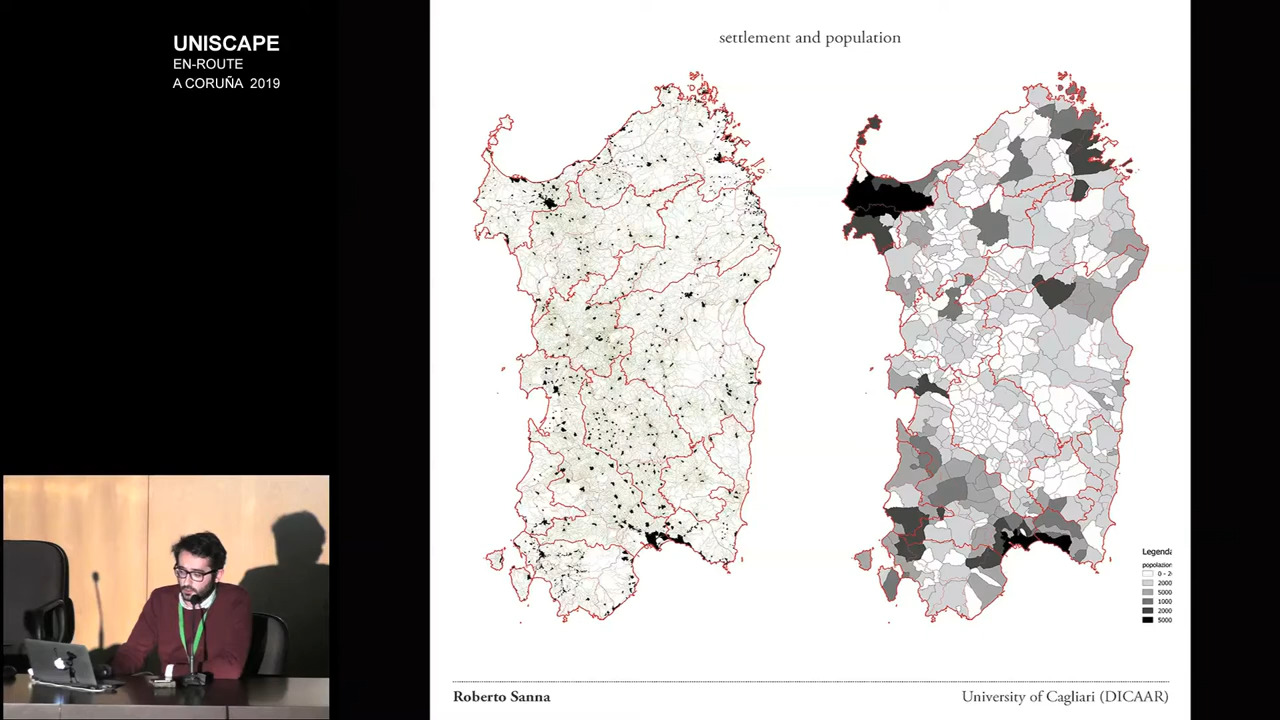 UNISCAPE
EN-ROUTE
A CORUÑA 2019
settlement and population
Legenda
popolazion
0 - 2
2000
5000
1000
2000
5000
Roberto Sanna
University of Cagliari (DICAAR)